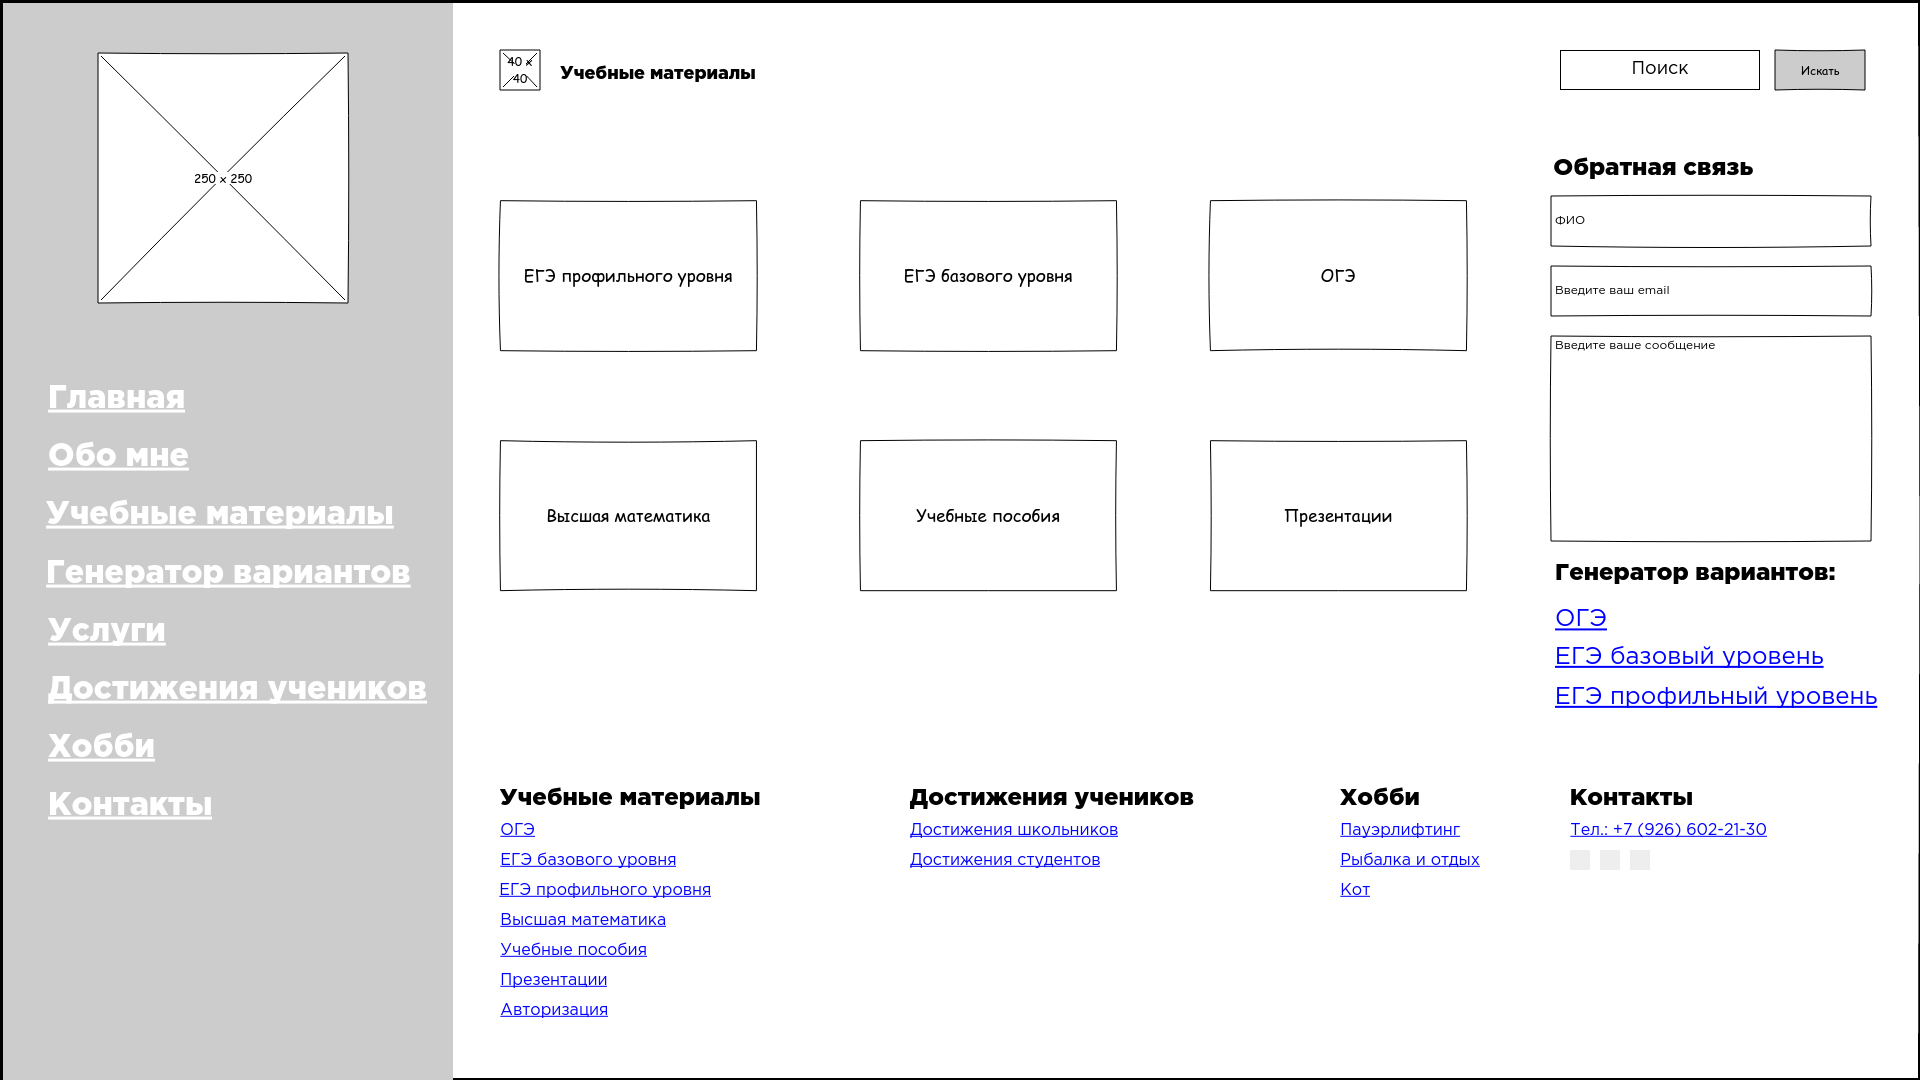 250 x 250
Главная
Обо мне
Учебные материалы
Генератор вариантов
Услуги
Достижения учеников
Хобби
Контакты
40 x
40
Учебные материалы
Поиск
Искать
ЕГЭ профильного уровня
ЕГЭ базового уровня
ОГЭ
Высшая математика
Учебные пособия
Презентации
Обратная связь
ФИО
Введите ваш email
Введите ваше сообщение
Генератор вариантов:
ОГЭ
ЕГЭ базовый уровень
ЕГЭ профильный уровень
Учебные материалы
ОГЭ
ЕГЭ базового уровня
ЕГЭ профильного уровня
Высшая математика
Учебные пособия
Презентации
Авторизация
Достижения учеников
Достижения школьников
Достижения студентов
Хобби
Пауэрлифтинг
Рыбалка и отдых
Кот
Контакты
Тел.: +7 (926) 602-21-30